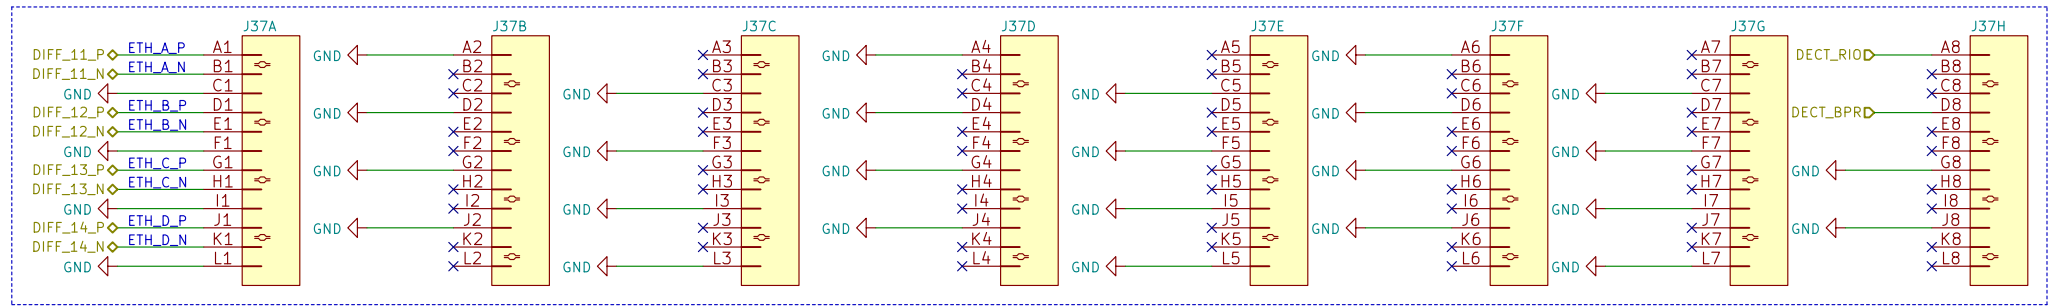 J37A J37B J37C J37D J37E J37F J37G J37H
DIFF_11_P ETH_A_P A1 GND A2 A3 GND A4 A5 GND A6 A7 DECT_RIO A8
DIFF_11_N ETH_A_N B1 B2 B3 B4 B5 B6 B7 B8
GND C1 C2 GND C3 C4 GND C5 C6 GND C7 C8
DIFF_12_P ETH_B_P D1 GND D2 D3 GND D4 D5 GND D6 D7 DECT_BPR D8
DIFF_12_N ETH_B_N E1 E2 E3 E4 E5 E6 E7 E8
GND F1 F2 GND F3 F4 GND F5 F6 GND F7 F8
DIFF_13_P ETH_C_P G1 GND G2 G3 GND G4 G5 GND G6 G7 GND G8
DIFF_13_N ETH_C_N H1 H2 H3 H4 H5 H6 H7 H8
GND I1 I2 GND I3 I4 GND I5 I6 GND I7 I8
DIFF_14_P ETH_D_P J1 GND J2 J3 GND J4 J5 GND J6 J7 GND J8
DIFF_14_N ETH_D_N K1 K2 K3 K4 K5 K6 K7 K8
GND L1 L2 GND L3 L4 GND L5 L6 GND L7 L8